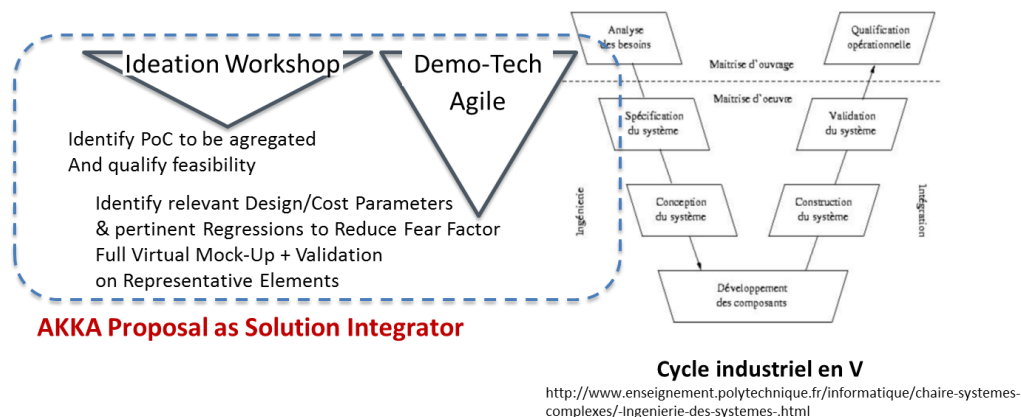 Ideation Workshop
Demo-Tech
Agile
Identify PoC to be agregated
And qualify feasibility
Identify relevant Design/Cost Parameters
& pertinent Regressions to Reduce Fear Factor
Full Virtual Mock-Up + Validation
on Representative Elements
AKKA Proposal as Solution Integrator
Analyse
des besoins
Qualification
opérationnelle
Maitrise d'ouvrage
Maitrise d'oeuvre
Spécification
du système
Validation
du système
Ingénierie
Conception
du système
Construction
du système
Intégration
Développement
des composants
Cycle industriel en V
http://www.enseignement.polytechnique.fr/informatique/chaire-systemes-
complexes/-Ingenierie-des-systemes-.html